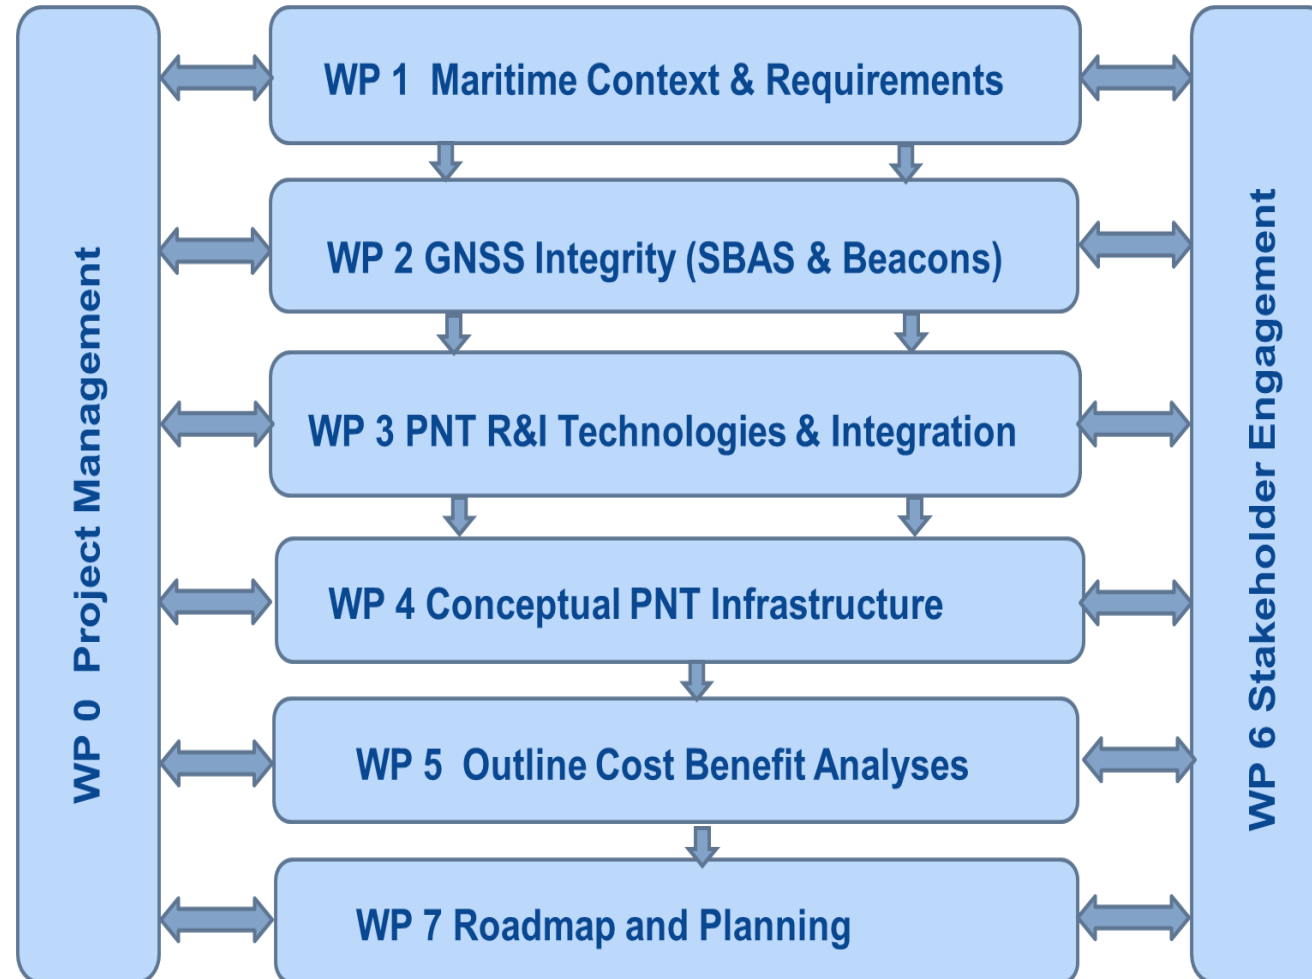 WP 0 Project Management
WP 1 Maritime Context & Requirements
WP 2 GNSS Integrity (SBAS & Beacons)
WP 3 PNT R&I Technologies & Integration
WP 4 Conceptual PNT Infrastructure
WP 5 Outline Cost Benefit Analyses
WP 7 Roadmap and Planning
WP 6 Stakeholder Engagement